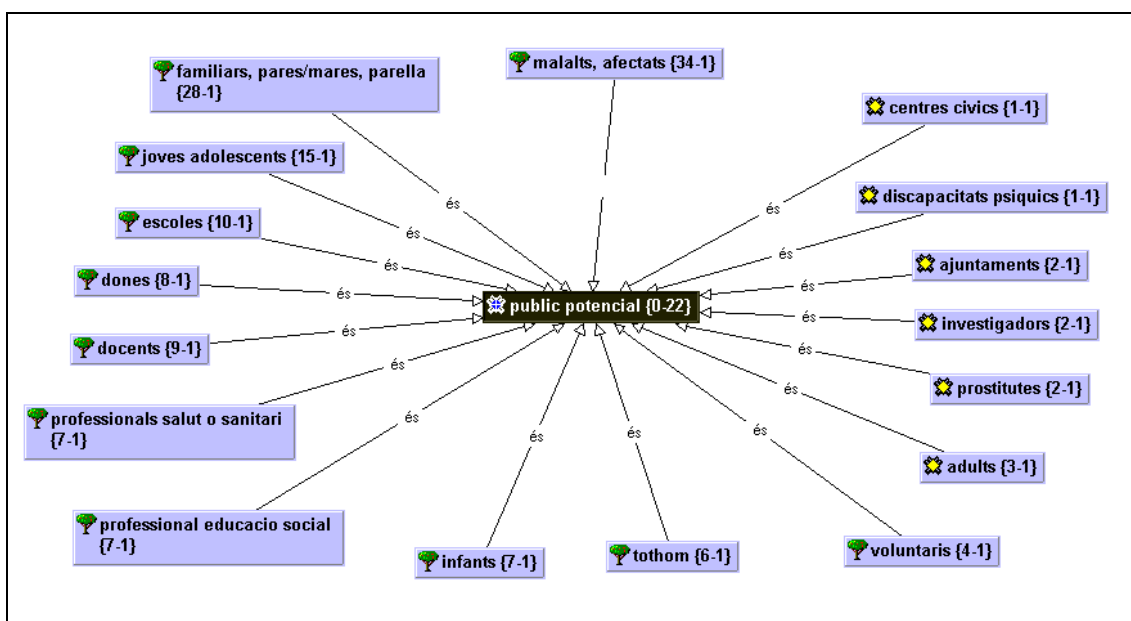 familiars, pares/mares, parella
{28-1}
malalts, afectats {34-1}
centres civics {1-1}
joves adolescents {15-1}
discapacitats psiquics {1-1}
escoles {10-1}
és
és
és
és
és
ajuntaments {2-1}
dones {8-1}
és
és
public potencial {0-22}
investigadors {2-1}
docents {9-1}
és
és
és
és
és
prostitutes {2-1}
professionals salut o sanitari
{7-1}
és
és
és
és
adults {3-1}
professional educacio social
{7-1}
infants {7-1}
tothom {6-1}
voluntaris {4-1}